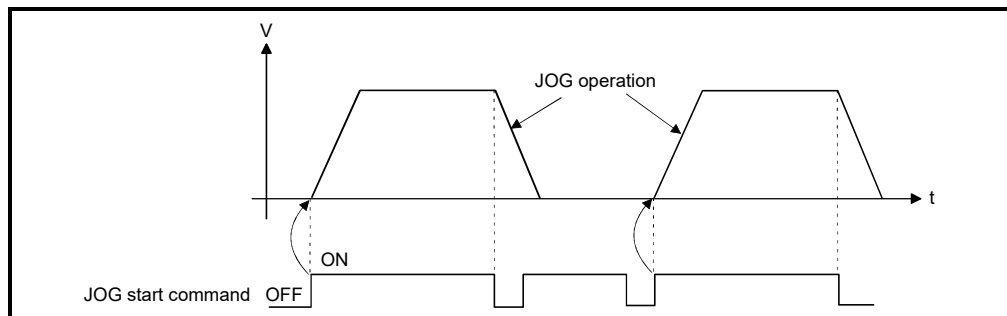 V
JOG operation
t
ON
JOG start command OFF